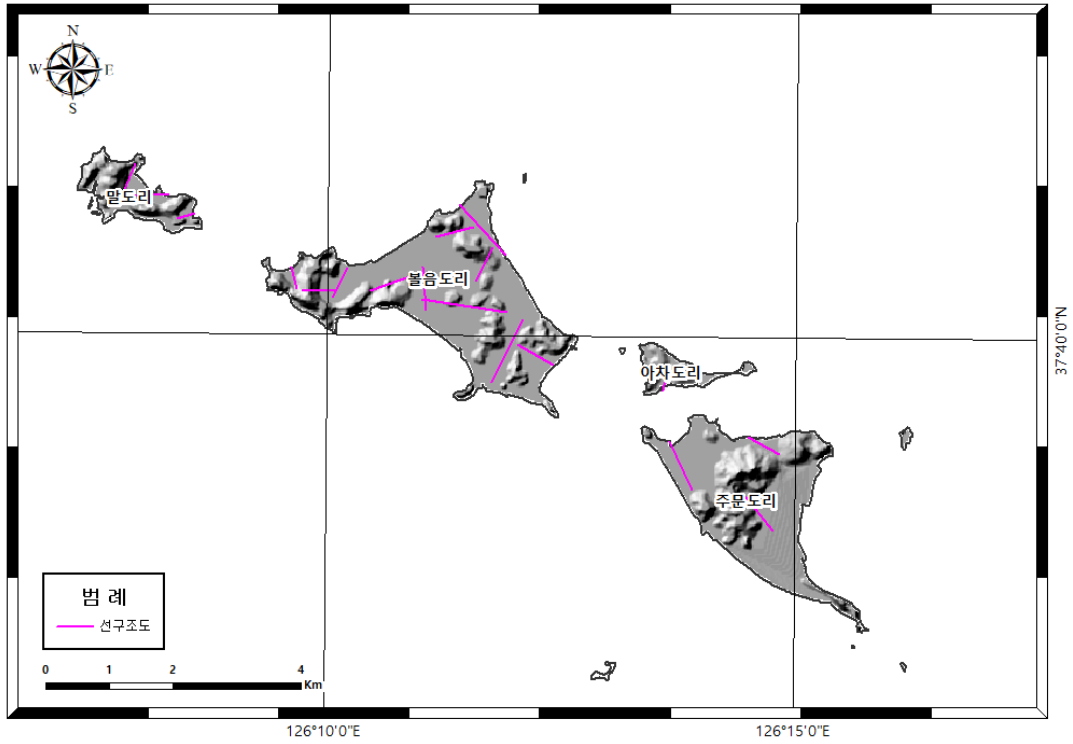 N
W E
S
말도리
볼음도리
아차도리
주문도리
37°40'0"N
범 례
선구조도
0 1 2 4
Km
126°10'0"E
126°15'0"E